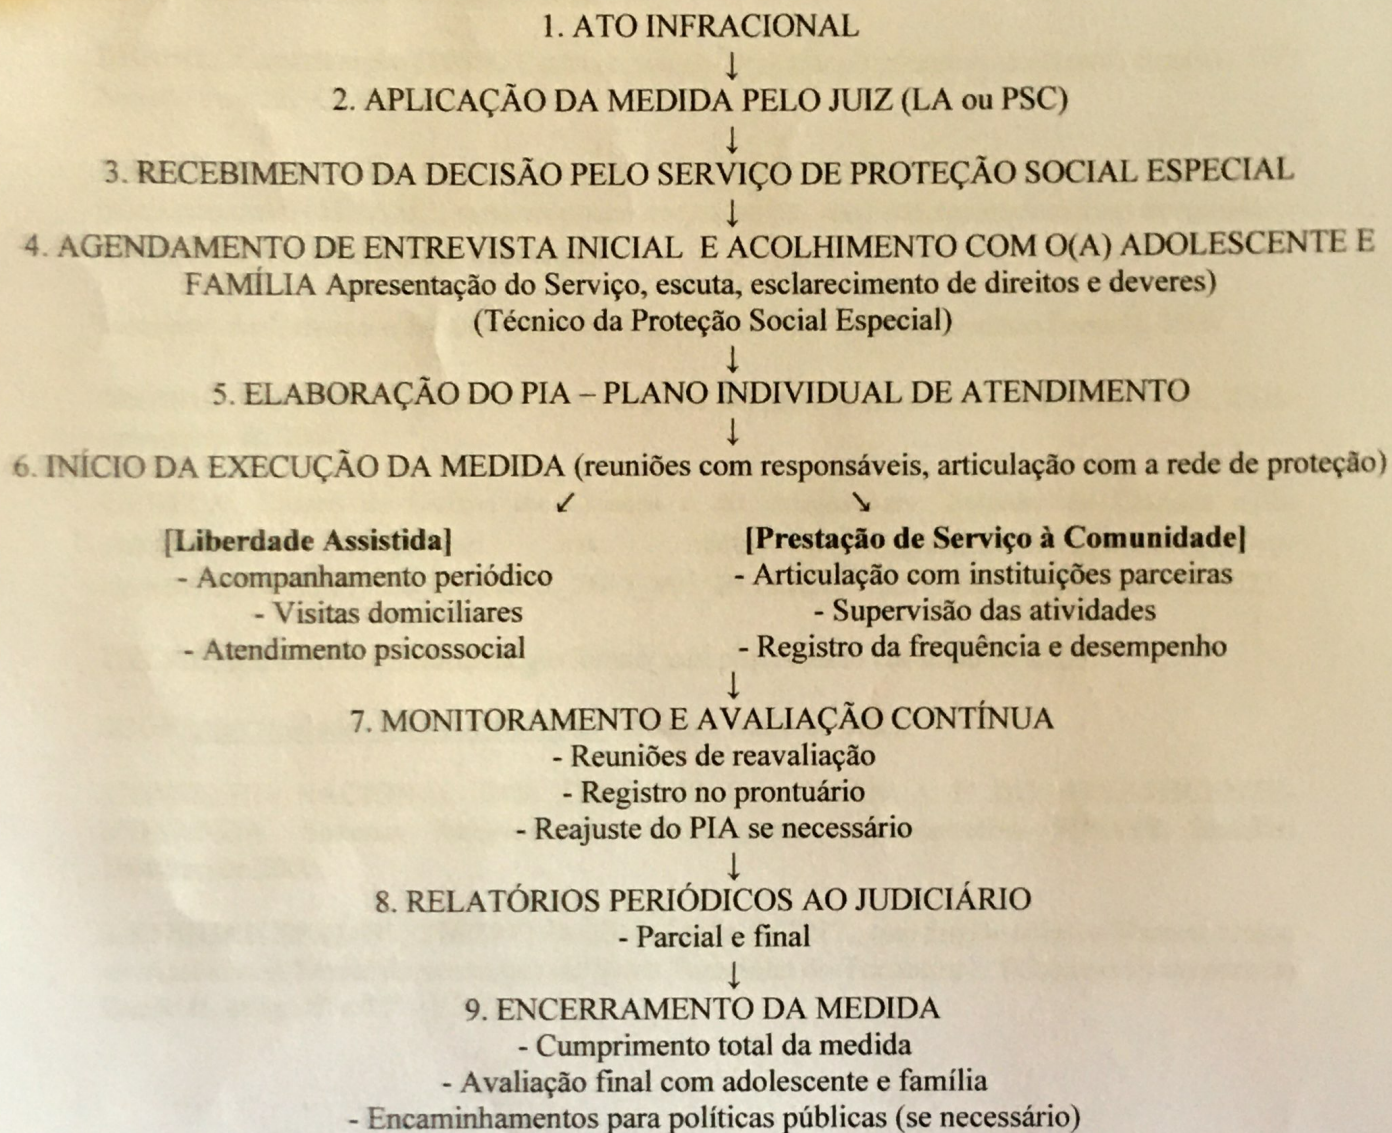 1. ATO INFRACIONAL
↓
2. APLICAÇÃO DA MEDIDA PELO JUIZ (LA ou PSC)
↓
3. RECEBIMENTO DA DECISÃO PELO SERVIÇO DE PROTEÇÃO SOCIAL ESPECIAL
↓
4. AGENDAMENTO DE ENTREVISTA INICIAL E ACOLHIMENTO COM O(A) ADOLESCENTE E
FAMÍLIA Apresentação do Serviço, escuta, esclarecimento de direitos e deveres)
(Técnico da Proteção Social Especial)
↓
5. ELABORAÇÃO DO PIA – PLANO INDIVIDUAL DE ATENDIMENTO
↓
6. INÍCIO DA EXECUÇÃO DA MEDIDA (reuniões com responsáveis, articulação com a rede de proteção)
↙ ↘
[Liberdade Assistida]
- Acompanhamento periódico
- Visitas domiciliares
- Atendimento psicossocial
[Prestação de Serviço à Comunidade]
- Articulação com instituições parceiras
- Supervisão das atividades
- Registro da frequência e desempenho
↓
7. MONITORAMENTO E AVALIAÇÃO CONTÍNUA
- Reuniões de reavaliação
- Registro no prontuário
- Reajuste do PIA se necessário
↓
8. RELATÓRIOS PERIÓDICOS AO JUDICIÁRIO
- Parcial e final
↓
9. ENCERRAMENTO DA MEDIDA
- Cumprimento total da medida
- Avaliação final com adolescente e família
- Encaminhamentos para políticas públicas (se necessário)